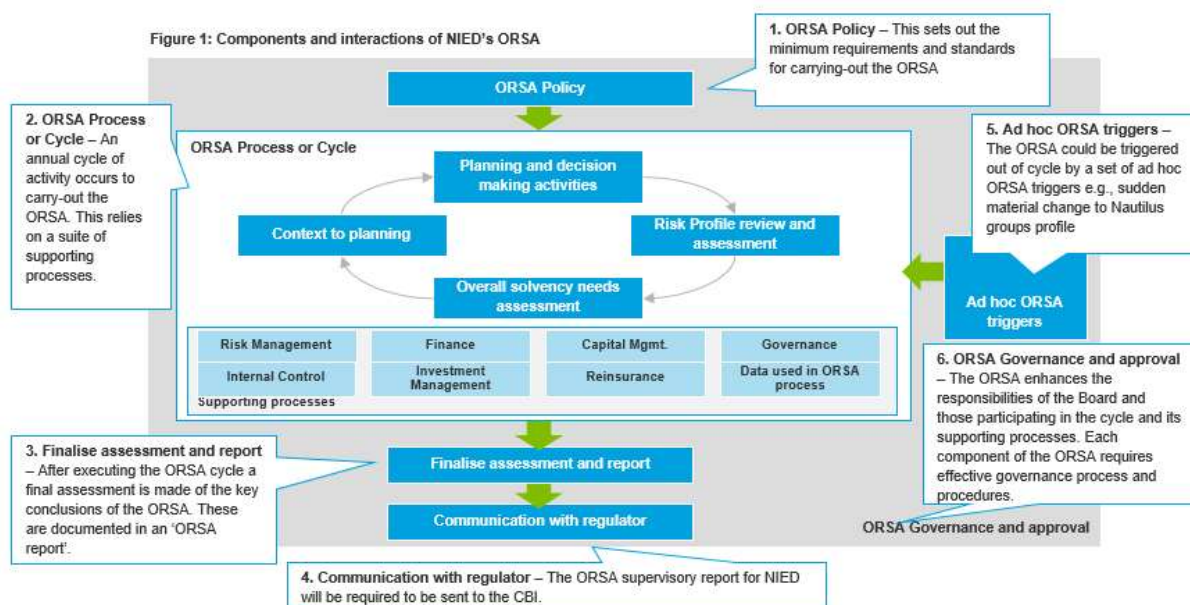 Figure 1: Components and interactions of NIED's ORSA
1. ORSA Policy – This sets out the
minimum requirements and standards
for carrying-out the ORSA
ORSA Policy
2. ORSA Process
or Cycle – An
annual cycle of
activity occurs to
carry-out the
ORSA. This relies
on a suite of
supporting
processes.
ORSA Process or Cycle
Planning and decision
making activities
Context to planning
Risk Profile review and
assessment
Overall solvency needs
assessment
5. Ad hoc ORSA triggers –
The ORSA could be triggered
out of cycle by a set of ad hoc
ORSA triggers e.g., sudden
material change to Nautilus
groups profile
Ad hoc ORSA
triggers
Risk Management
Finance
Capital Mgmt.
Governance
Internal Control
Investment
Management
Reinsurance
Data used in ORSA
process
Supporting processes
6. ORSA Governance and approval
– The ORSA enhances the
responsibilities of the Board and
those participating in the cycle and its
supporting processes. Each
component of the ORSA requires
effective governance process and
procedures.
3. Finalise assessment and report
– After executing the ORSA cycle a
final assessment is made of the key
conclusions of the ORSA. These
are documented in an 'ORSA
report'.
Finalise assessment and report
Communication with regulator
ORSA Governance and approval
4. Communication with regulator – The ORSA supervisory report for NIED
will be required to be sent to the CBI.